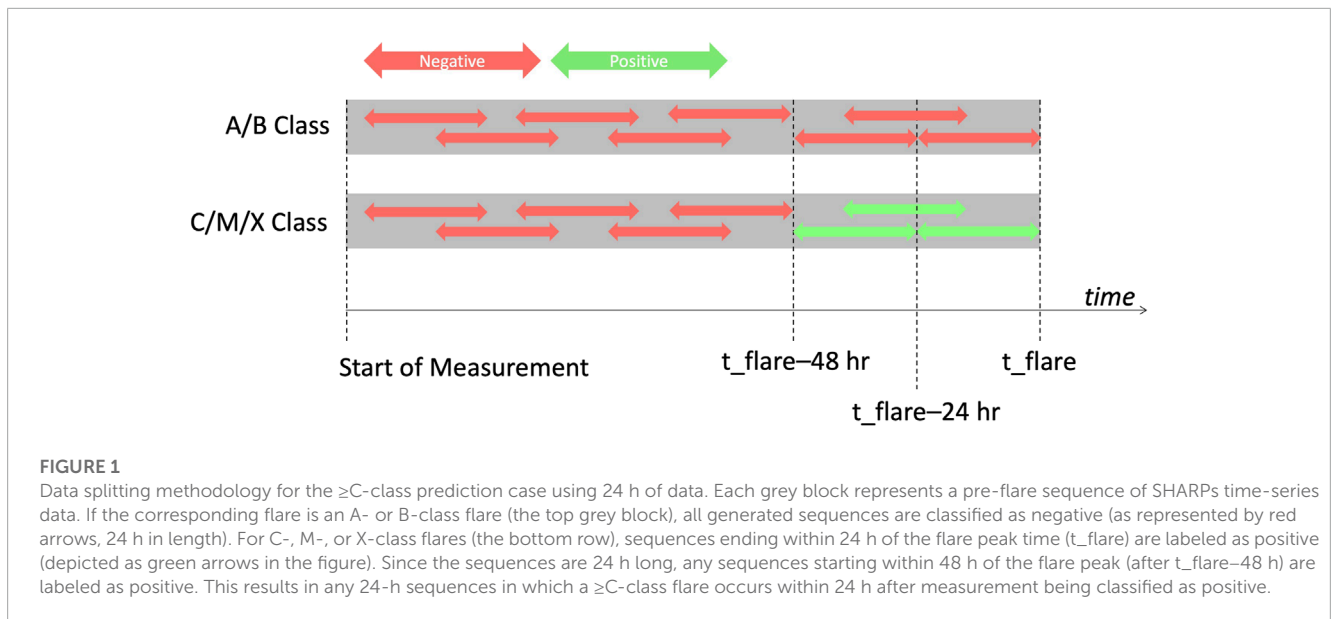 Negative Positive
A/B Class
C/M/X Class
time
Start of Measurement t_flare–48 hr t_flare
t_flare–24 hr
FIGURE 1
Data splitting methodology for the ≥C-class prediction case using 24 h of data. Each grey block represents a pre-flare sequence of SHARPs time-series
data. If the corresponding flare is an A- or B-class flare (the top grey block), all generated sequences are classified as negative (as represented by red
arrows, 24 h in length). For C-, M-, or X-class flares (the bottom row), sequences ending within 24 h of the flare peak time (t_flare) are labeled as positive
(depicted as green arrows in the figure). Since the sequences are 24 h long, any sequences starting within 48 h of the flare peak (after t_flare–48 h) are
labeled as positive. This results in any 24-h sequences in which a ≥C-class flare occurs within 24 h after measurement being classified as positive.